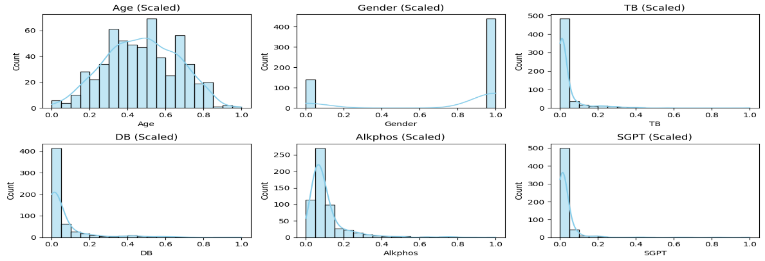 Age (Scaled)
60
40
20
0
Count
0.0 0.2 0.4 0.6 0.8 1.0
Age
Gender (Scaled)
400
300
200
100
0
Count
0.0 0.2 0.4 0.6 0.8 1.0
Gender
TB (Scaled)
500
400
300
200
100
0
Count
0.0 0.2 0.4 0.6 0.8 1.0
TB
DB (Scaled)
400
300
200
100
0
Count
0.0 0.2 0.4 0.6 0.8 1.0
DB
Alkphos (Scaled)
250
200
150
100
50
0
Count
0.0 0.2 0.4 0.6 0.8 1.0
Alkphos
SGPT (Scaled)
500
400
300
200
100
0
Count
0.0 0.2 0.4 0.6 0.8 1.0
SGPT